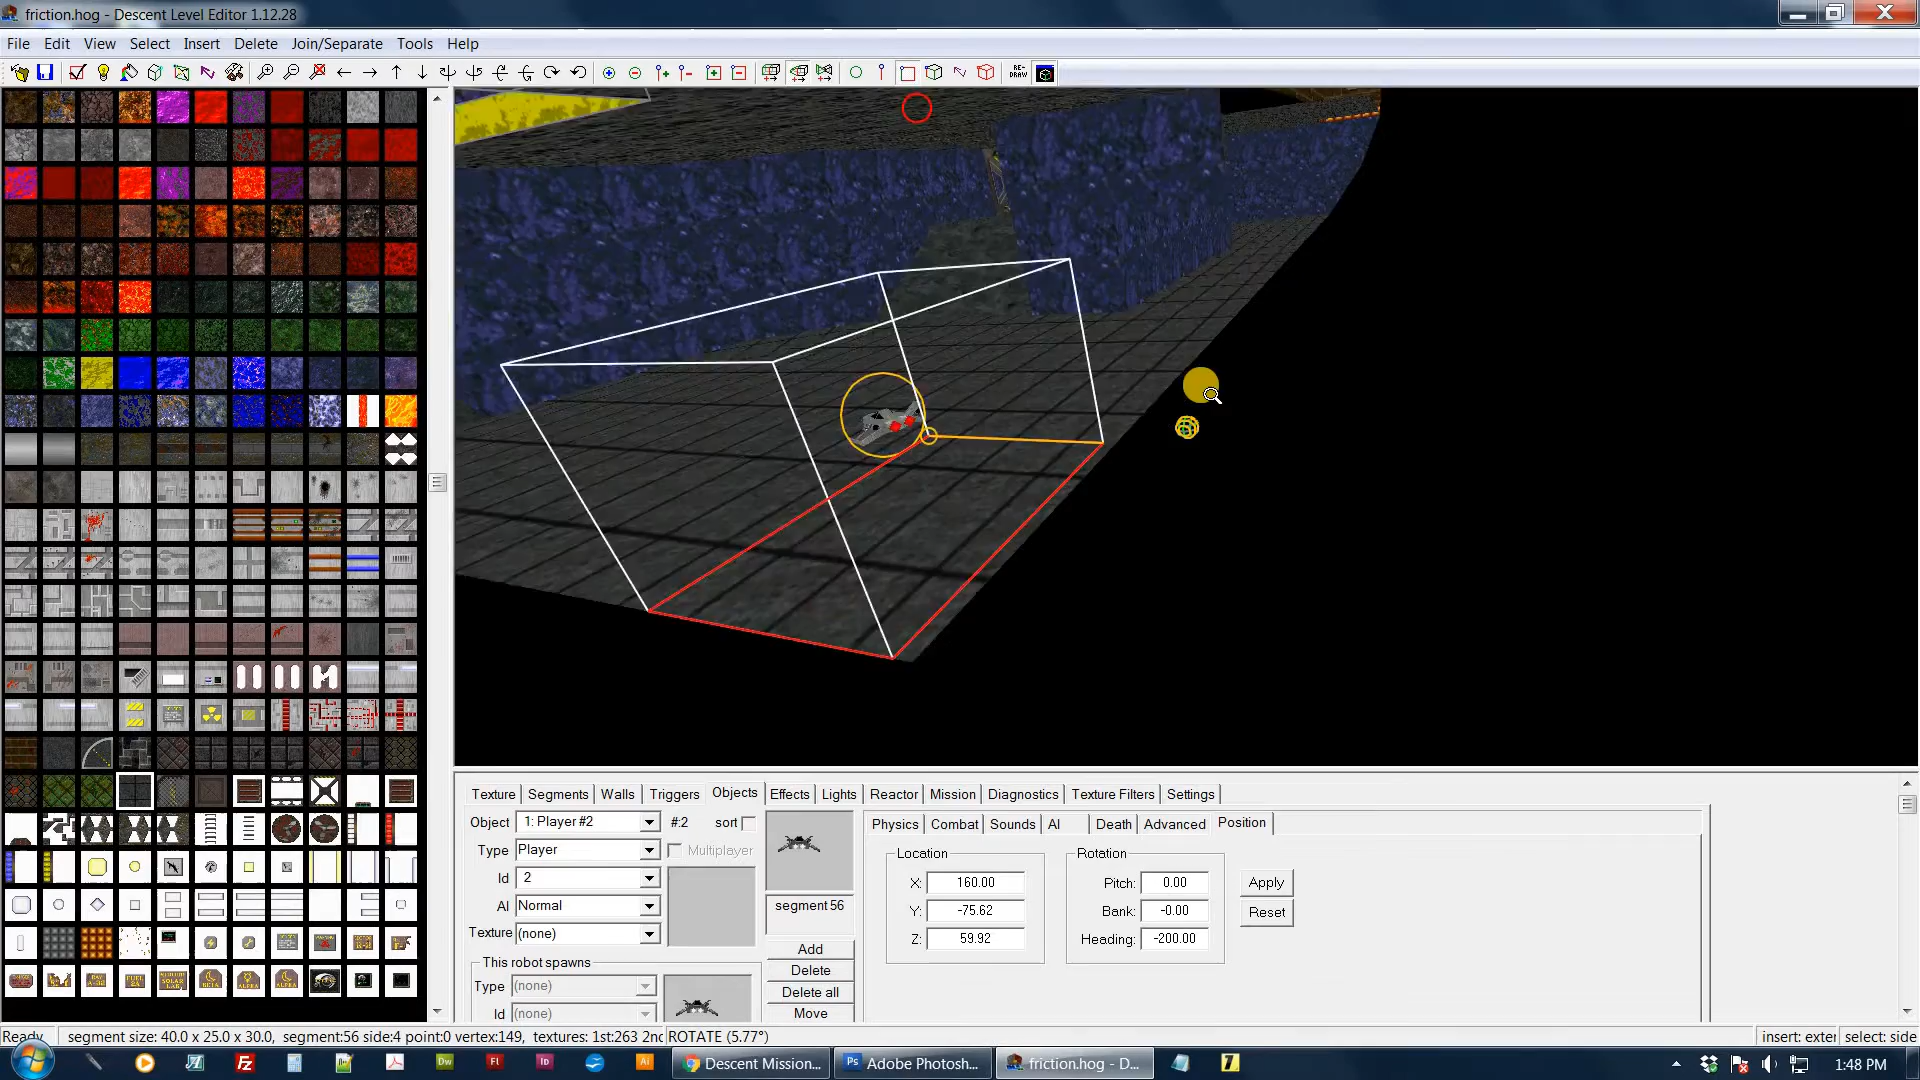 friction.hog - Descent Level Editor 1.12.28
File Edit View Select Insert Delete Join/Separate Tools Help
RE-
DRAW
Texture Segments Walls Triggers Objects Effects Lights Reactor Mission Diagnostics Texture Filters Settings
Object 1: Player #2 #:2 sort
Type Player Multiplayer
Id 2
AI Normal
Texture (none)
This robot spawns
Type (none)
Id (none)
segment 56
Add
Delete
Delete all
Move
Physics Combat Sounds AI Death Advanced Position
Location
X: 160.00
Y: -75.62
Z: 59.92
Rotation
Pitch: 0.00
Bank: -0.00
Heading: -200.00
Apply
Reset
Ready segment size: 40.0 x 25.0 x 30.0, segment:56 side:4 point:0 vertex:149, textures: 1st:263 2nd ROTATE (5.77°) insert: exter select: side
Descent Mission... Adobe Photosh... friction.hog - D... 1:48 PM